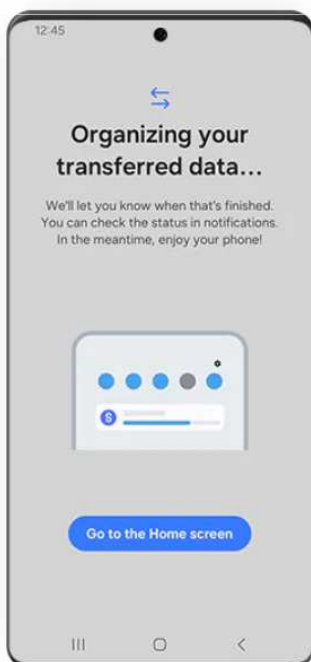 12:45
Organizing your
transferred data...
We'll let you know when that's finished.
You can check the status in notifications.
In the meantime, enjoy your phone!
S
Go to the Home screen